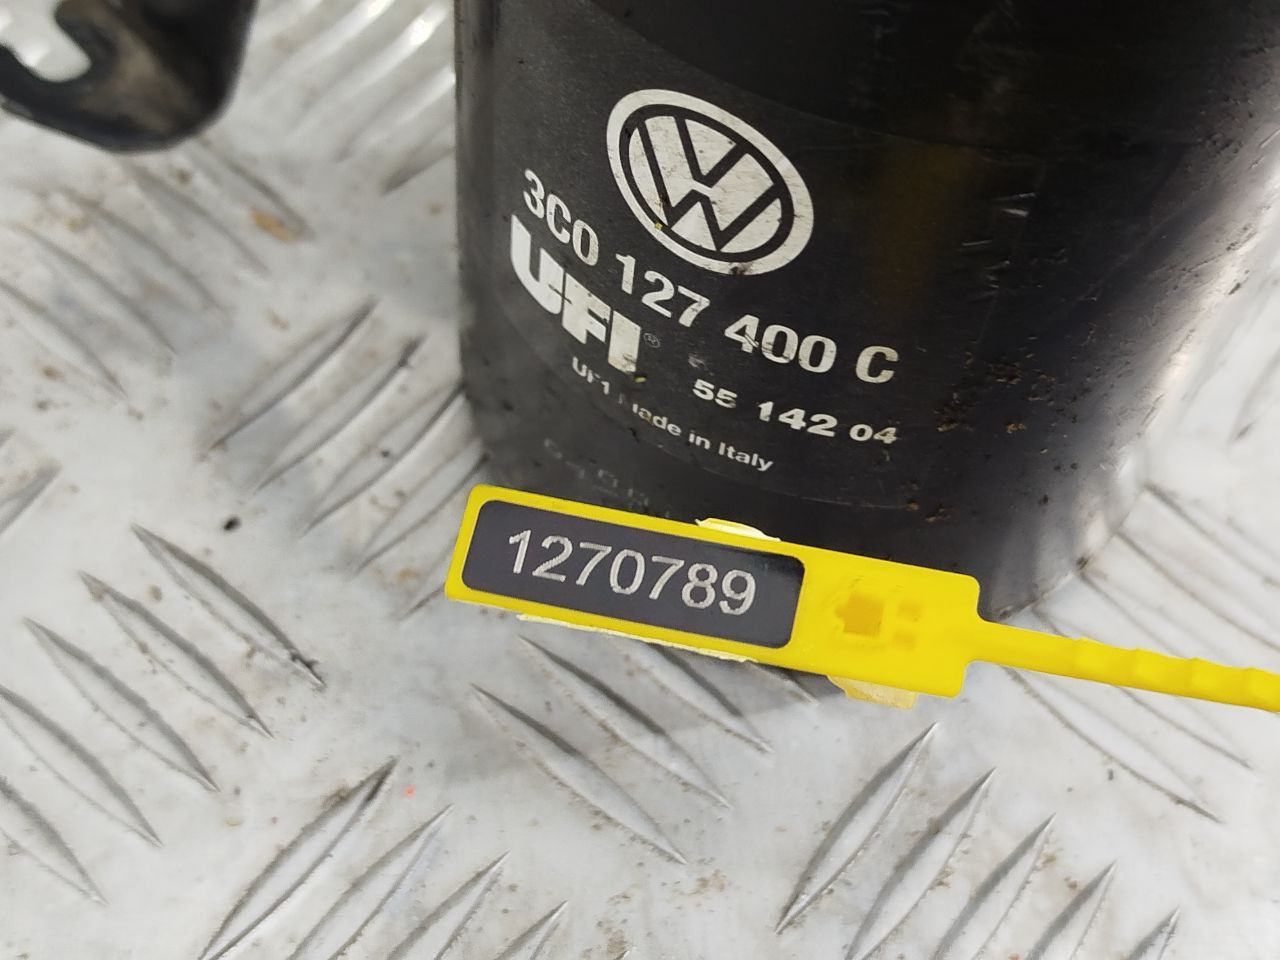 3C0 127 400 C
UFI®
55 142 04
UFI Made in Italy
1270789